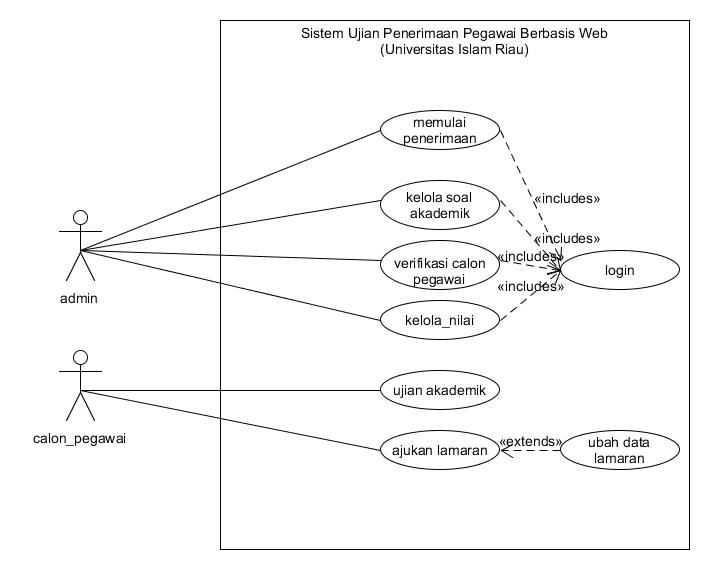 Sistem Ujian Penerimaan Pegawai Berbasis Web
(Universitas Islam Riau)
memulai
penerimaan
kelola soal
akademik
«includes»
«includes»
verifikasi calon
pegawai
«includes»
login
«includes»
admin
kelola_nilai
ujian akademik
calon_pegawai
ajukan lamaran
«extends»
ubah data
lamaran